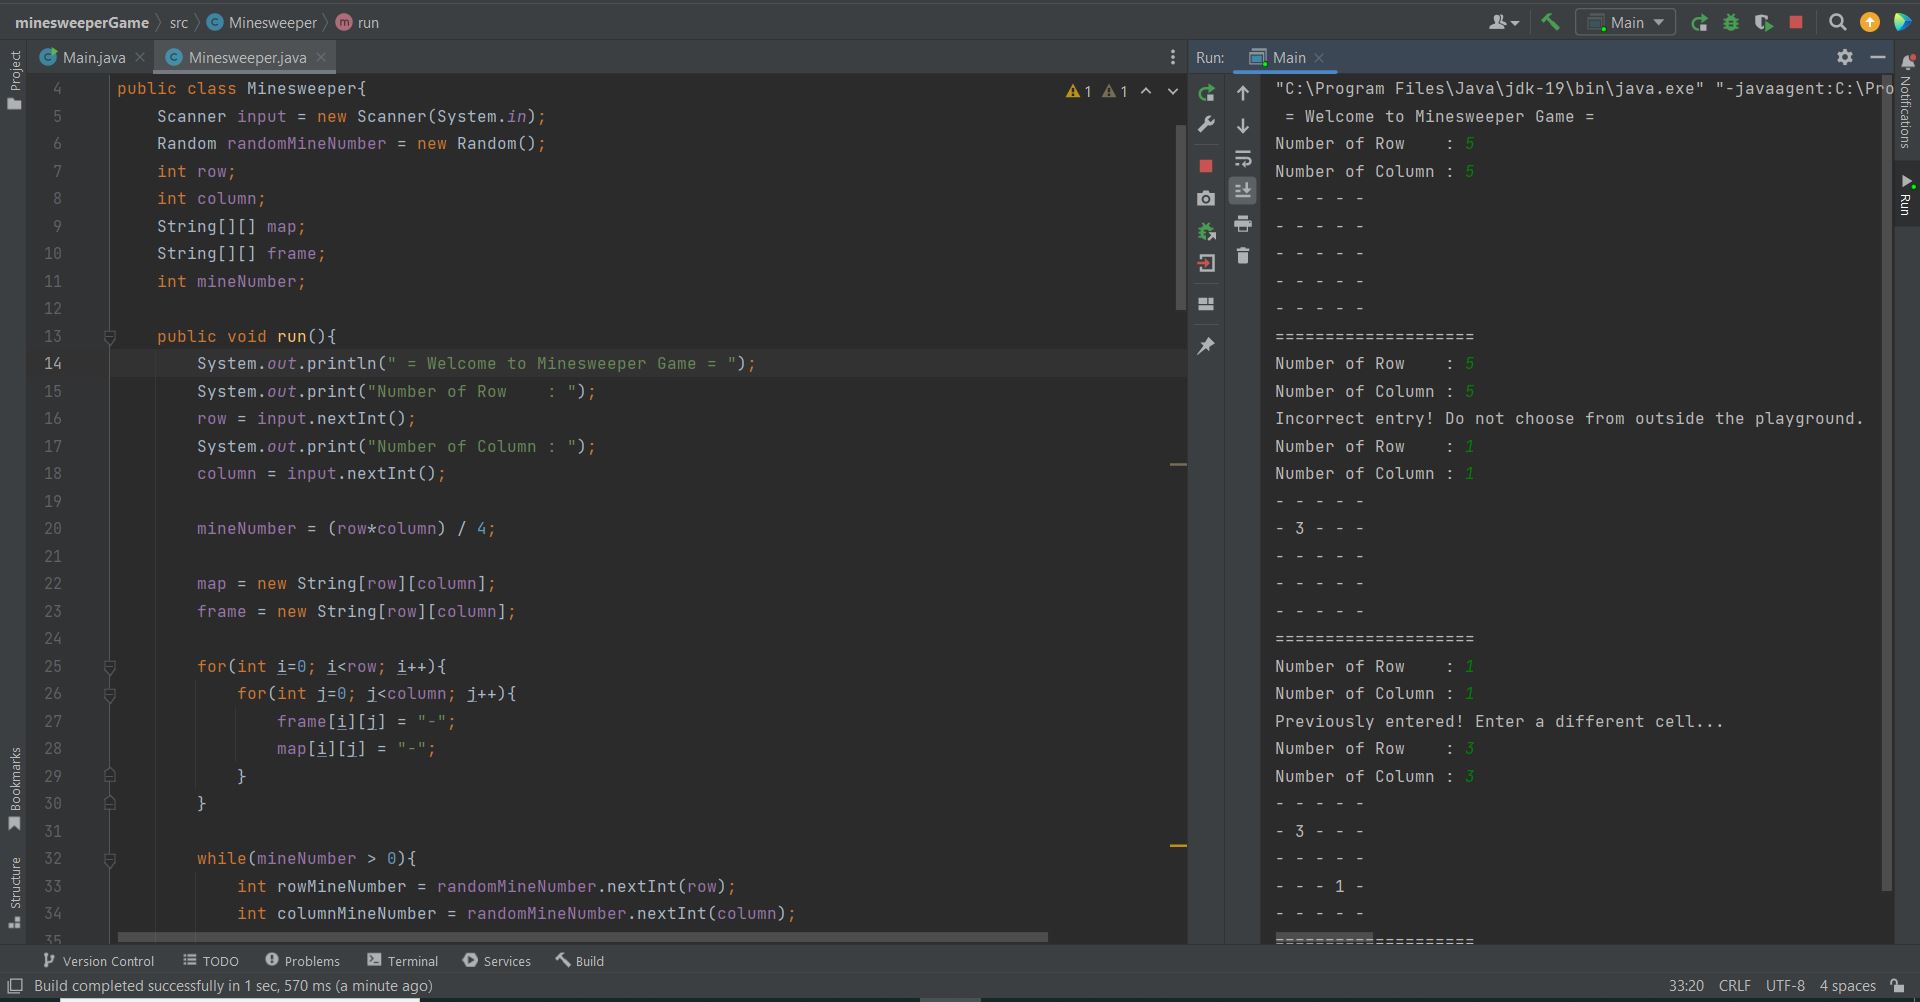 minesweeperGame src Minesweeper run Main
Project
Main.java Minesweeper.java
4 public class Minesweeper{
5 Scanner input = new Scanner(System.in);
6 Random randomMineNumber = new Random();
7 int row;
8 int column;
9 String[][] map;
10 String[][] frame;
11 int mineNumber;
12
13 public void run(){
14 System.out.println(" = Welcome to Minesweeper Game = ");
15 System.out.print("Number of Row    : ");
16 row = input.nextInt();
17 System.out.print("Number of Column : ");
18 column = input.nextInt();
19
20 mineNumber = (row*column) / 4;
21
22 map = new String[row][column];
23 frame = new String[row][column];
24
25 for(int i=0; i<row; i++){
26 for(int j=0; j<column; j++){
27 frame[i][j] = "-";
28 map[i][j] = "-";
29 }
30 }
31
32 while(mineNumber > 0){
33 int rowMineNumber = randomMineNumber.nextInt(row);
34 int columnMineNumber = randomMineNumber.nextInt(column);
35
1 1
Run: Main
"C:\Program Files\Java\jdk-19\bin\java.exe" "-javaagent:C:\Pro
= Welcome to Minesweeper Game =
Number of Row    : 5
Number of Column : 5
- - - - -
- - - - -
- - - - -
- - - - -
- - - - -
====================
Number of Row    : 5
Number of Column : 5
Incorrect entry! Do not choose from outside the playground.
Number of Row    : 1
Number of Column : 1
- - - - -
- 3 - - -
- - - - -
- - - - -
- - - - -
====================
Number of Row    : 1
Number of Column : 1
Previously entered! Enter a different cell...
Number of Row    : 3
Number of Column : 3
- - - - -
- 3 - - -
- - - - -
- - - 1 -
- - - - -
====================
Notifications
Run
Bookmarks
Structure
Version Control TODO Problems Terminal Services Build
Build completed successfully in 1 sec, 570 ms (a minute ago) 33:20 CRLF UTF-8 4 spaces